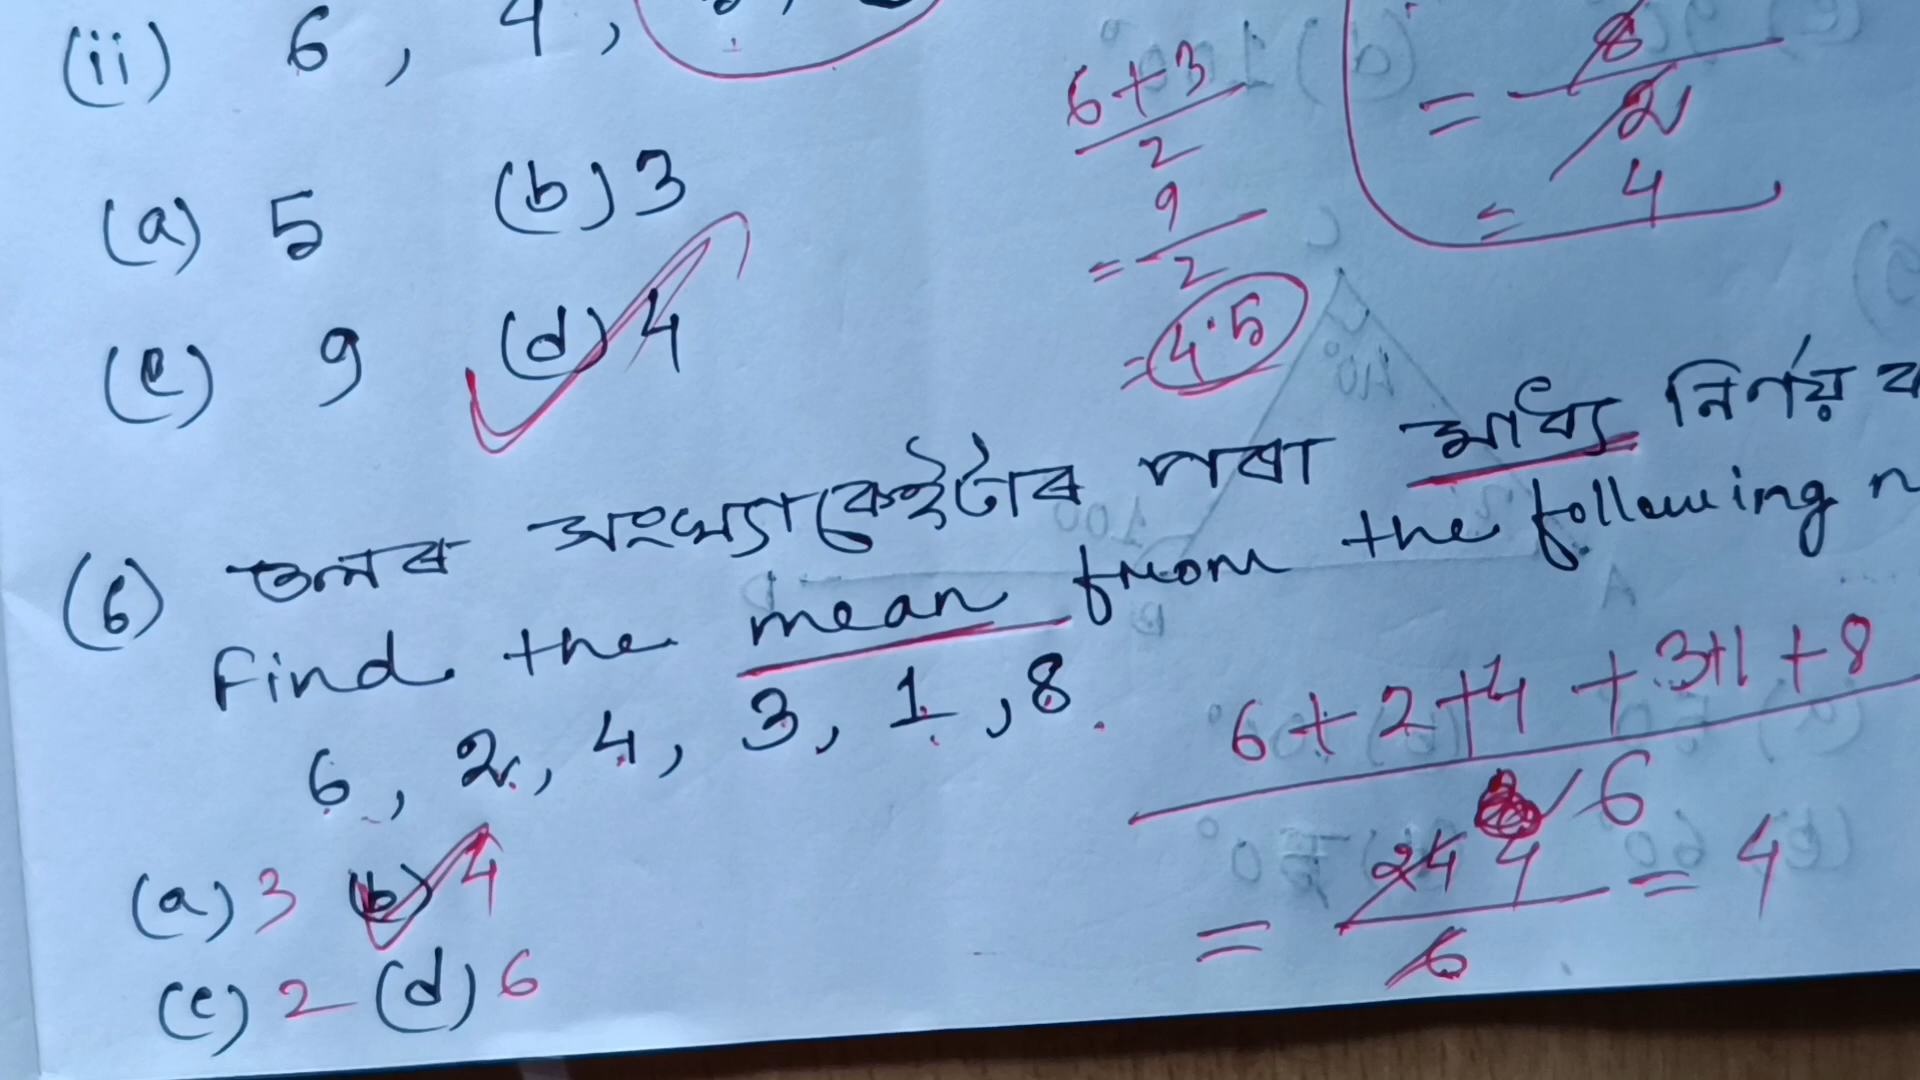 (ii) 6, 4,
(a) 5 (b) 3
(c) 9 (d) 4
6+3
2
= 9
2
= 4.5
= 8
2
= 4
(6) তলৰ সংখ্যাকেইটাৰ পৰা মাধ্য নিৰ্ণয়
Find the mean from the following
6, 2, 4, 3, 1, 8.
(a) 3 (b) 4
(c) 2 (d) 6
6+2+4+3+1+8
6
= 24 4
6
= 4